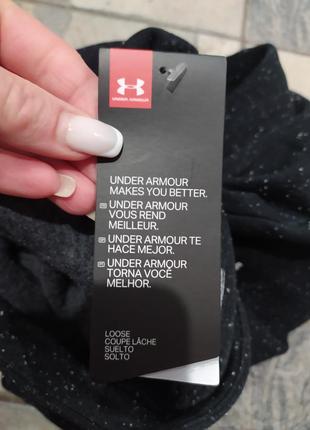 UNDER ARMOUR
UNDER ARMOUR
MAKES YOU BETTER.
UNDER ARMOUR
VOUS REND
MEILLEUR.
UNDER ARMOUR TE
HACE MEJOR.
UNDER ARMOUR
TORNA VOCÊ
MELHOR.
LOOSE
COUPE LÂCHE
SUELTO
SOLTO